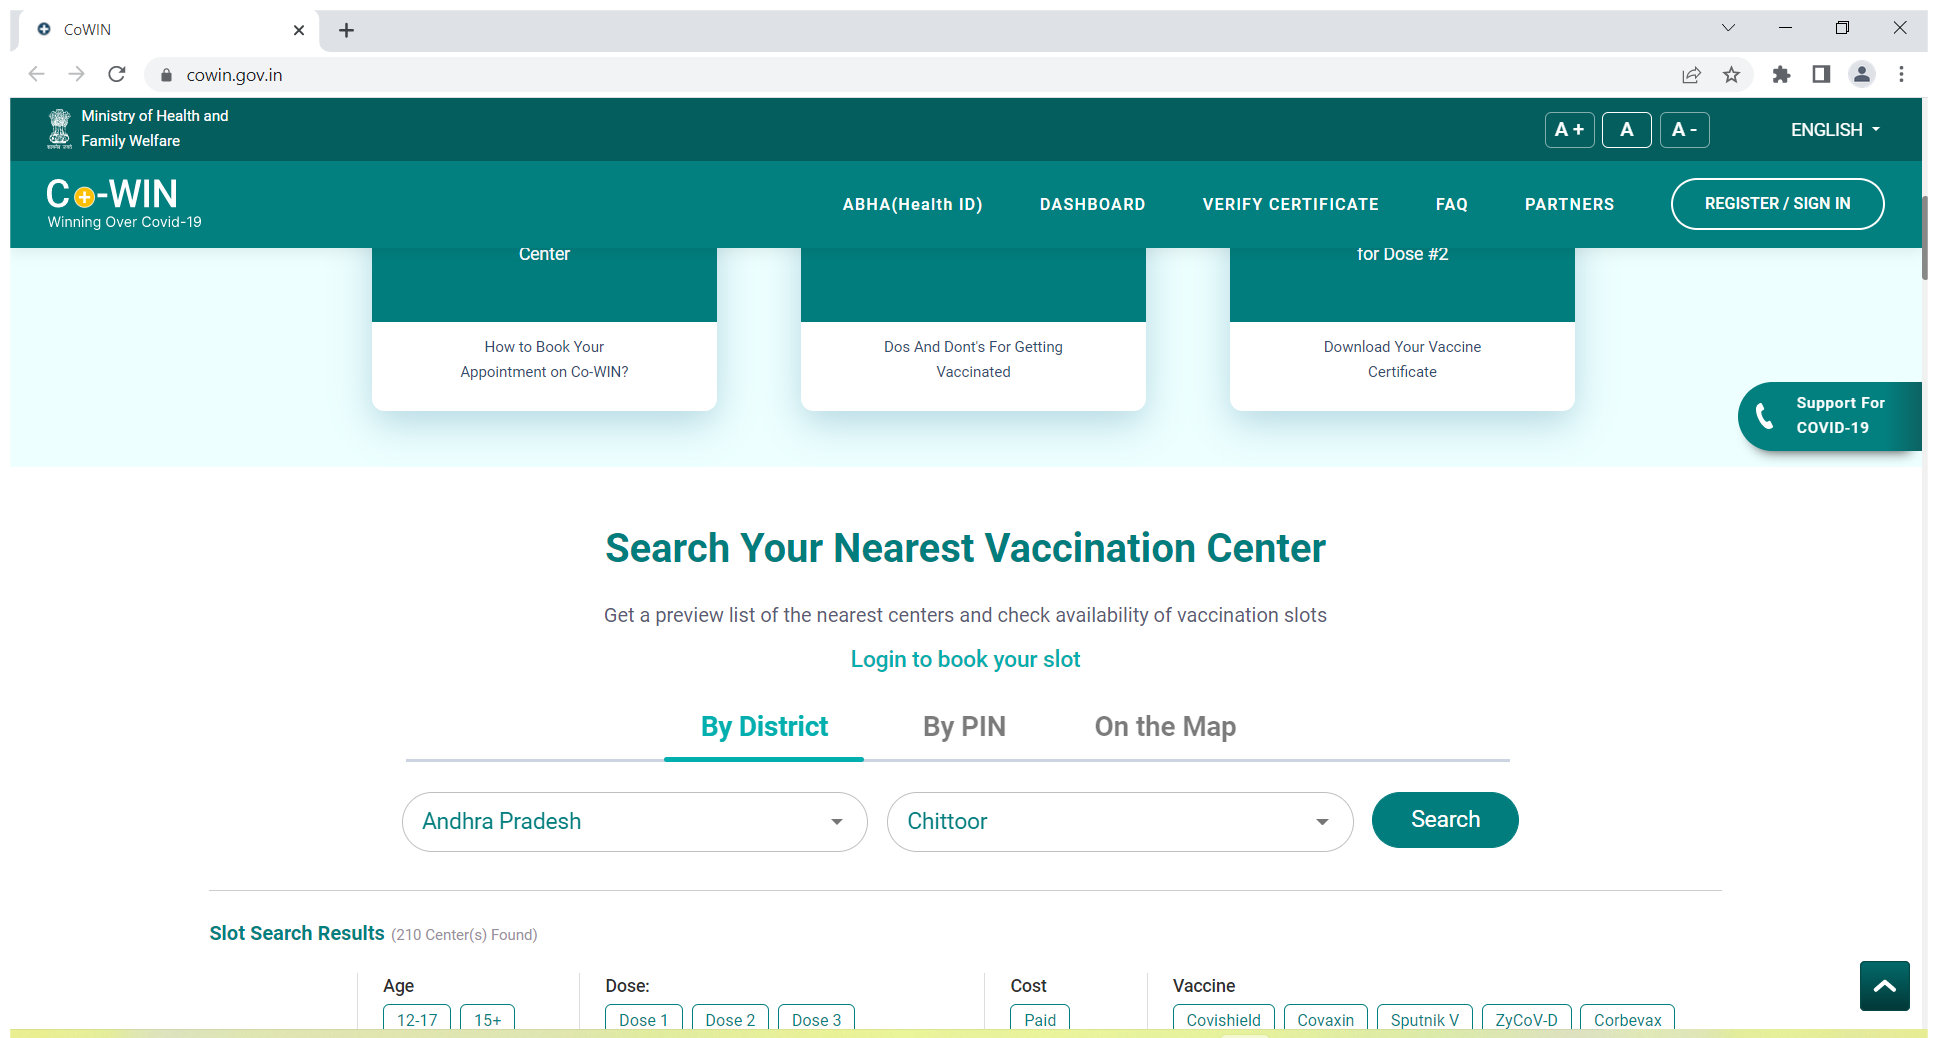 CoWIN
cowin.gov.in
Ministry of Health and
Family Welfare
A +
A
A -
ENGLISH
Co-WIN
Winning Over Covid-19
ABHA(Health ID)
DASHBOARD
VERIFY CERTIFICATE
FAQ
PARTNERS
REGISTER / SIGN IN
Center
for Dose #2
How to Book Your
Appointment on Co-WIN?
Dos And Dont's For Getting
Vaccinated
Download Your Vaccine
Certificate
Support For
COVID-19
Search Your Nearest Vaccination Center
Get a preview list of the nearest centers and check availability of vaccination slots
Login to book your slot
By District
By PIN
On the Map
Andhra Pradesh
Chittoor
Search
Slot Search Results (210 Center(s) Found)
Age
Dose:
Cost
Vaccine
12-17
15+
Dose 1
Dose 2
Dose 3
Paid
Covishield
Covaxin
Sputnik V
ZyCoV-D
Corbevax